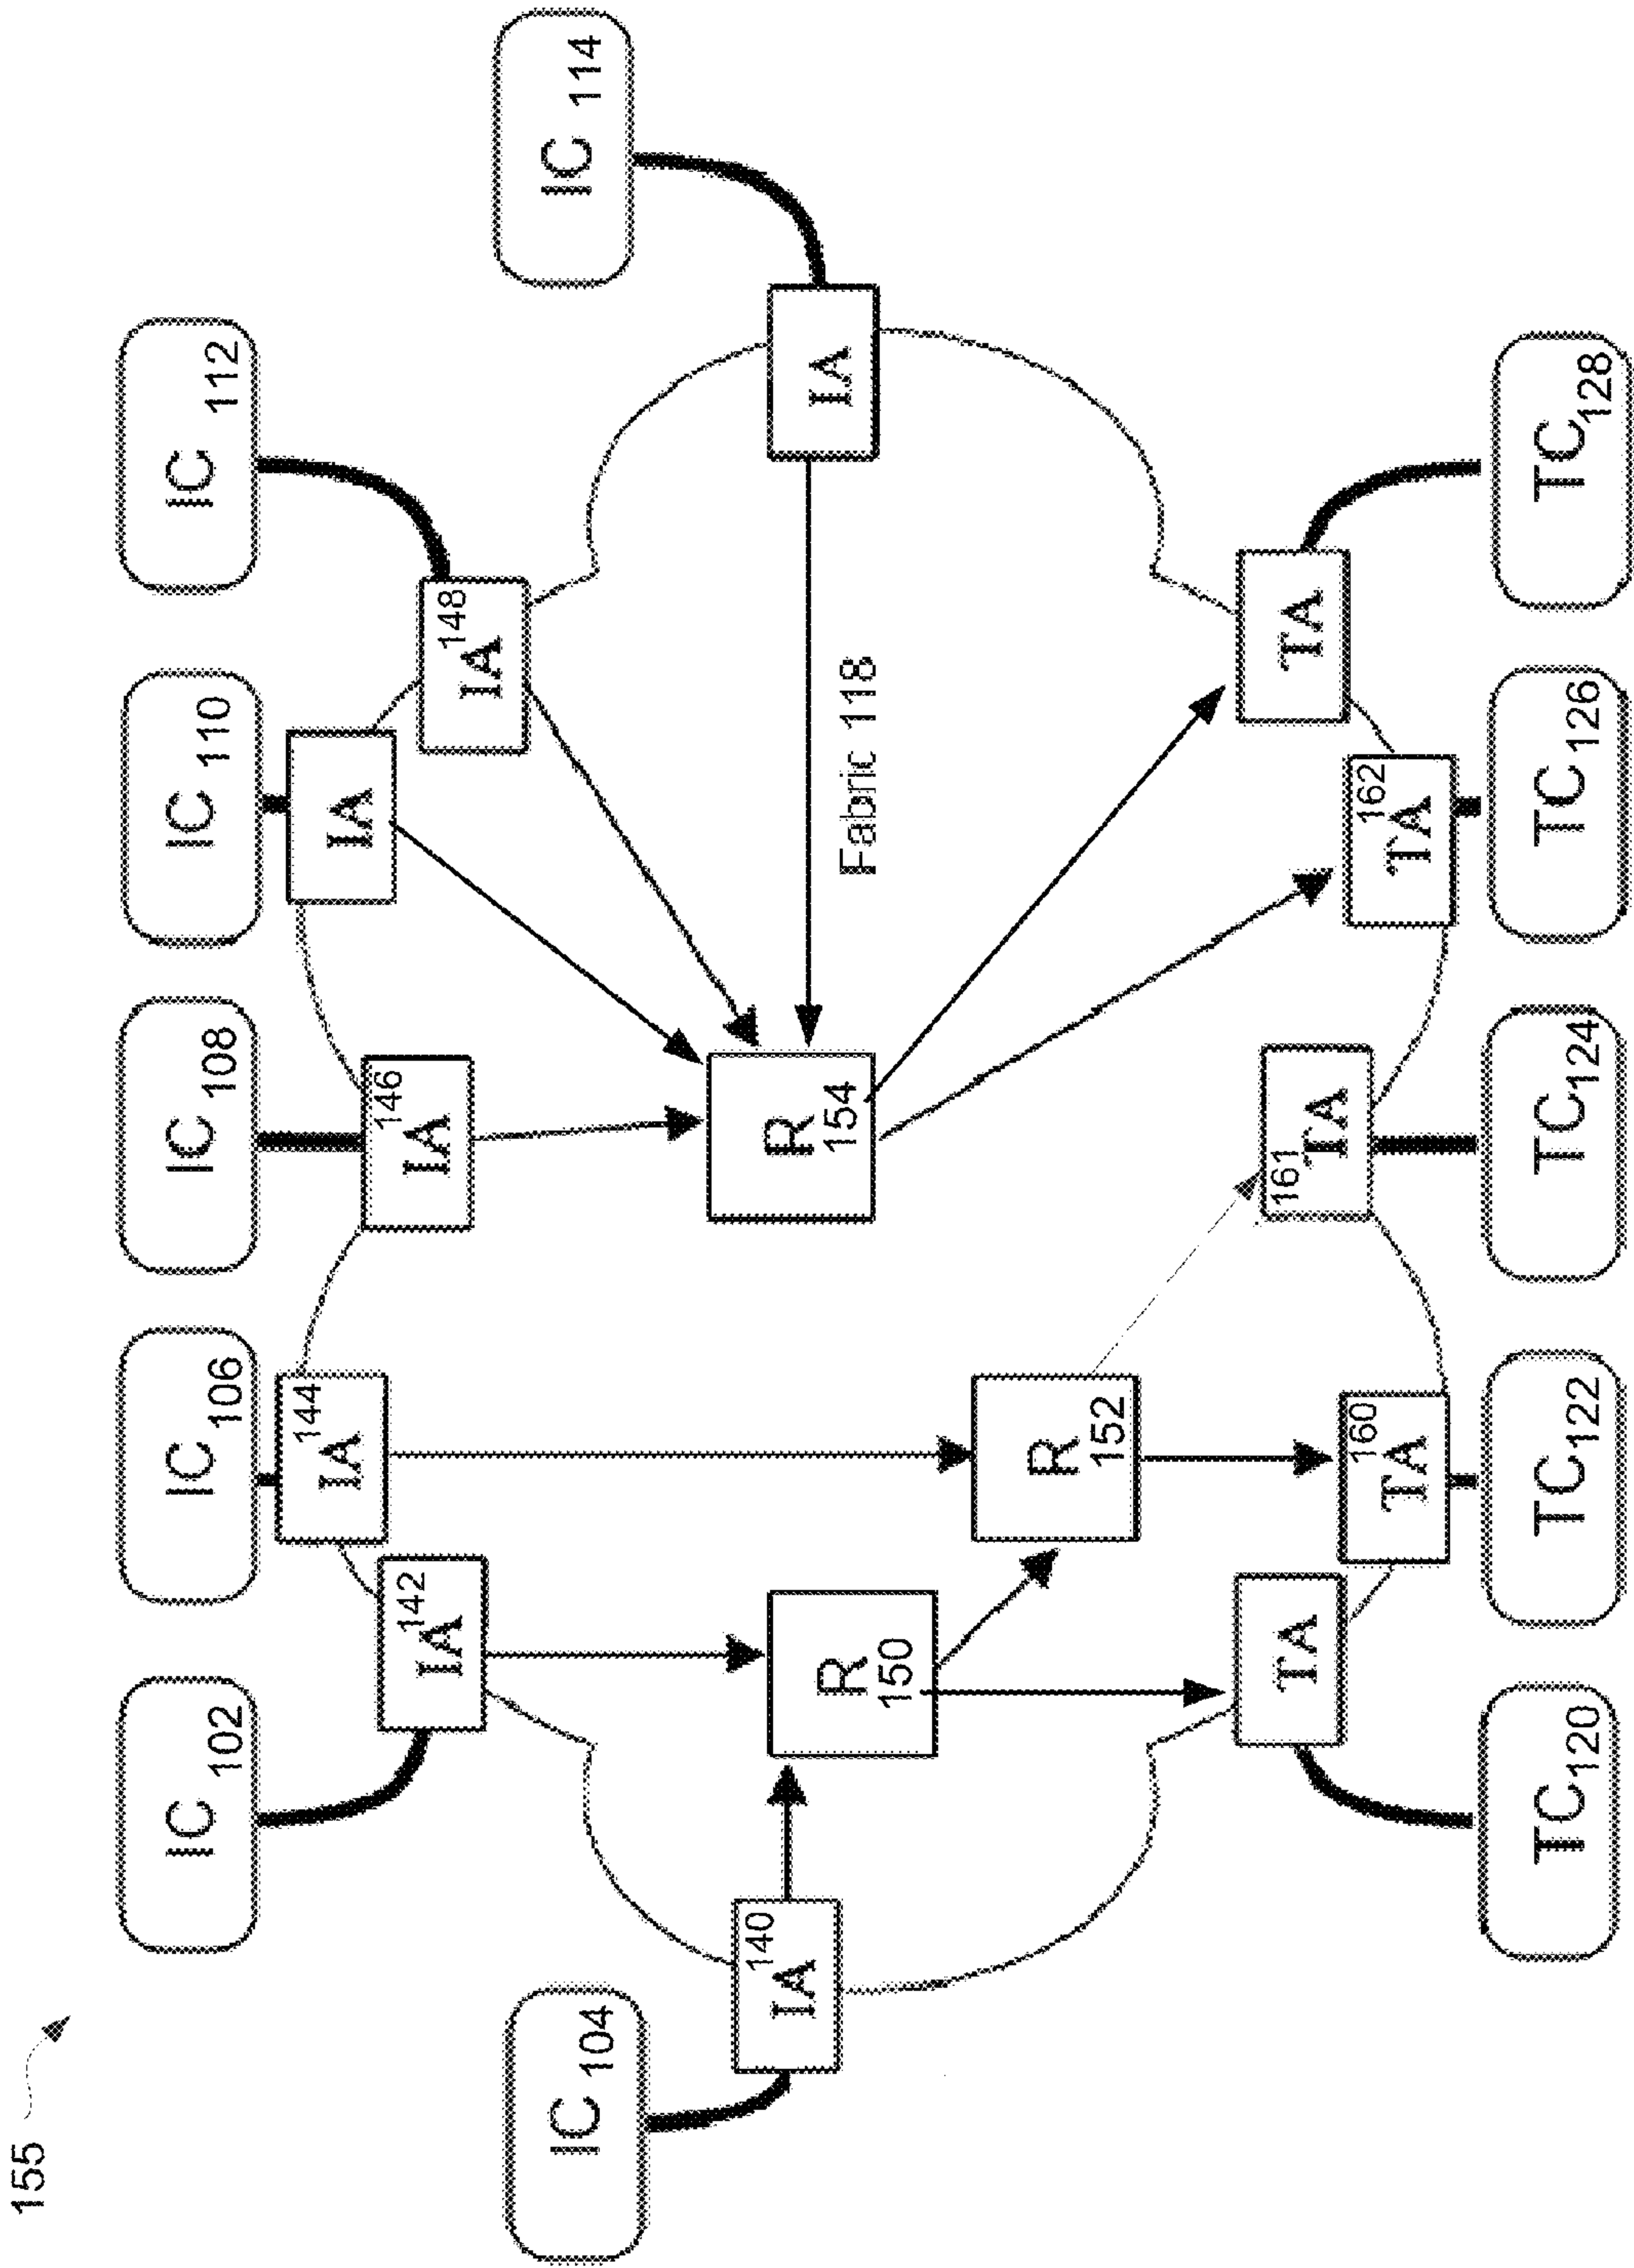 155
IC 102
IC 106
IC 108
IC 110
IC 112
IC 104
IC 114
IA 142
IA 144
IA 146
IA
IA 148
IA 140
IA
R 150
R 152
R 154
Fabric 118
TA
TA 160
TA 161
TA 162
TA
TC 120
TC 122
TC 124
TC 126
TC 128